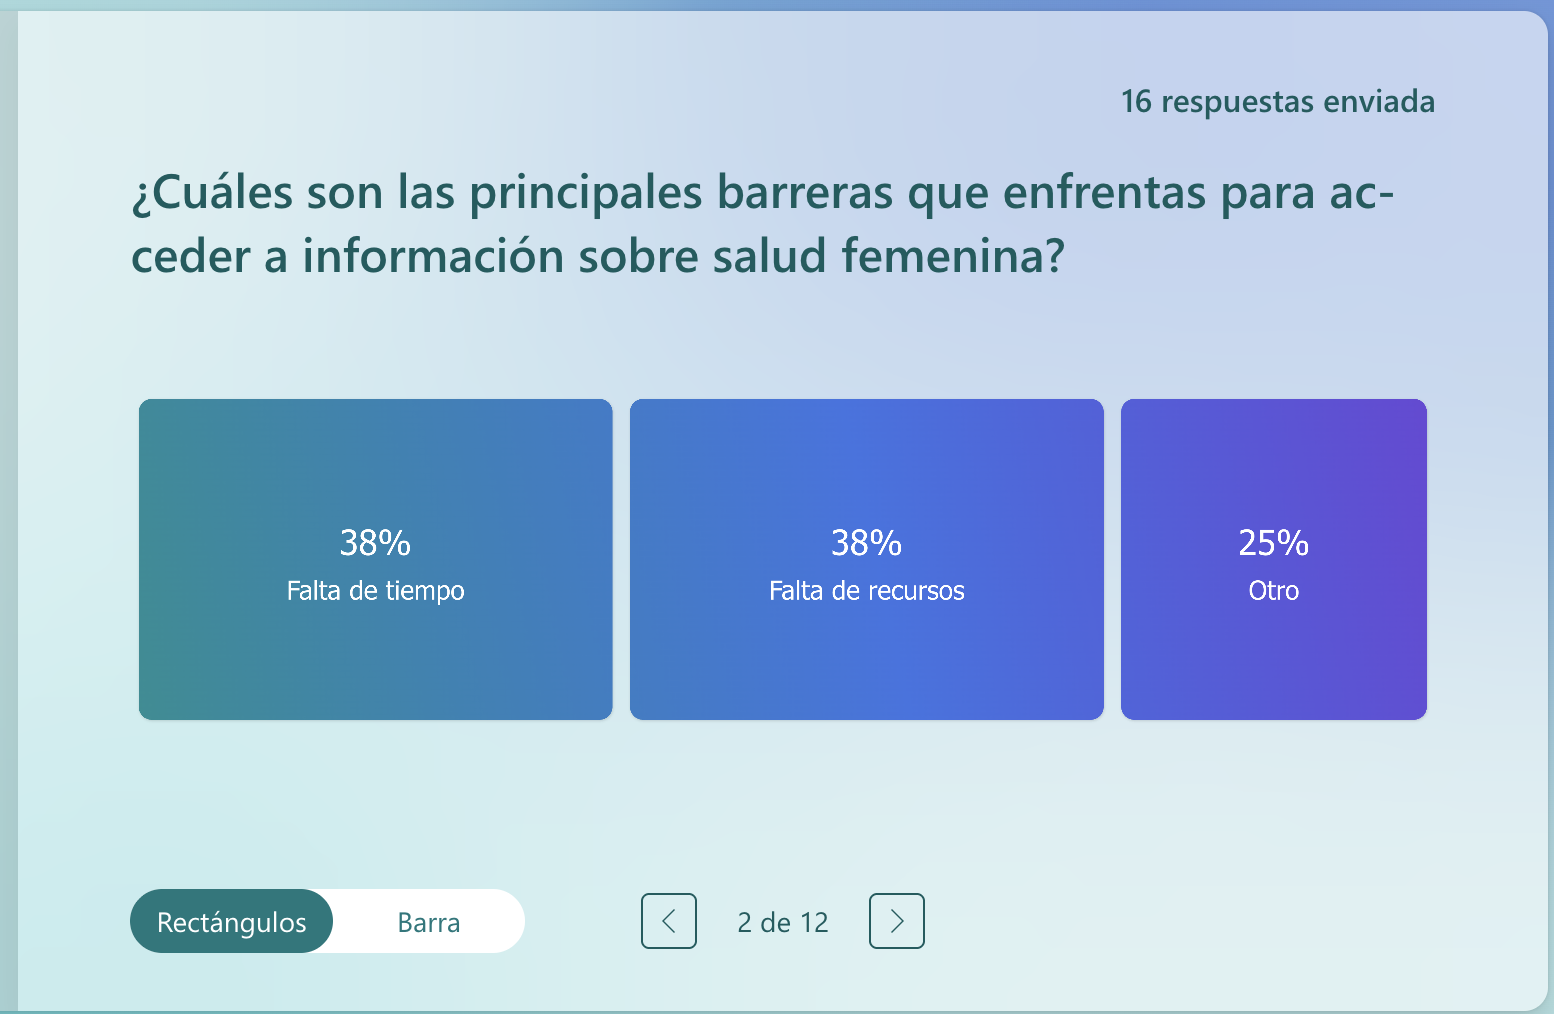 16 respuestas enviada
¿Cuáles son las principales barreras que enfrentas para ac-
ceder a información sobre salud femenina?
38%
Falta de tiempo
38%
Falta de recursos
25%
Otro
Rectángulos
Barra
2 de 12